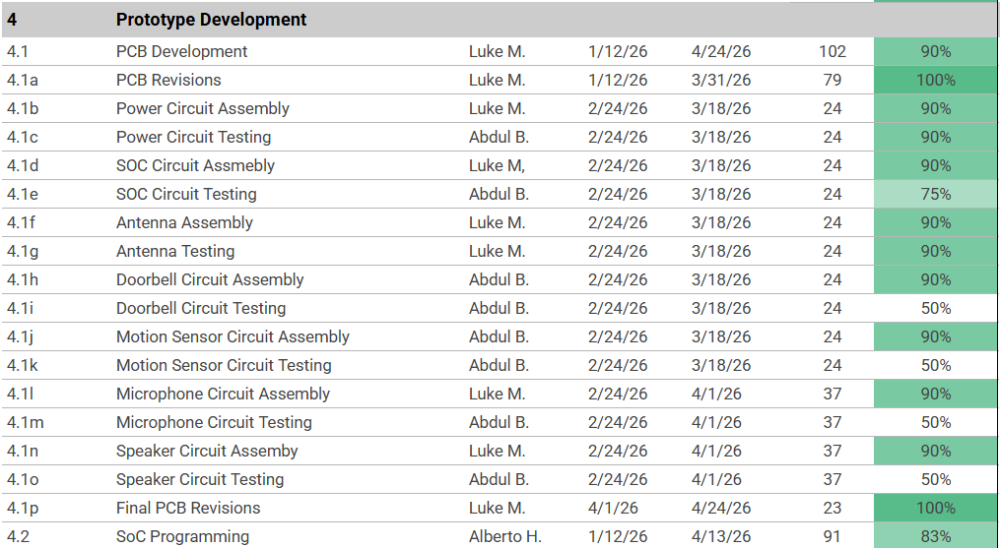 4 Prototype Development
4.1 PCB Development Luke M. 1/12/26 4/24/26 102 90%
4.1a PCB Revisions Luke M. 1/12/26 3/31/26 79 100%
4.1b Power Circuit Assembly Luke M. 2/24/26 3/18/26 24 90%
4.1c Power Circuit Testing Abdul B. 2/24/26 3/18/26 24 90%
4.1d SOC Circuit Assmebly Luke M, 2/24/26 3/18/26 24 90%
4.1e SOC Circuit Testing Abdul B. 2/24/26 3/18/26 24 75%
4.1f Antenna Assembly Luke M. 2/24/26 3/18/26 24 90%
4.1g Antenna Testing Luke M. 2/24/26 3/18/26 24 90%
4.1h Doorbell Circuit Assembly Abdul B. 2/24/26 3/18/26 24 90%
4.1i Doorbell Circuit Testing Abdul B. 2/24/26 3/18/26 24 50%
4.1j Motion Sensor Circuit Assembly Abdul B. 2/24/26 3/18/26 24 90%
4.1k Motion Sensor Circuit Testing Abdul B. 2/24/26 3/18/26 24 50%
4.1l Microphone Circuit Assembly Luke M. 2/24/26 4/1/26 37 90%
4.1m Microphone Circuit Testing Abdul B. 2/24/26 4/1/26 37 50%
4.1n Speaker Circuit Assemby Luke M. 2/24/26 4/1/26 37 90%
4.1o Speaker Circuit Testing Abdul B. 2/24/26 4/1/26 37 50%
4.1p Final PCB Revisions Luke M. 4/1/26 4/24/26 23 100%
4.2 SoC Programming Alberto H. 1/12/26 4/13/26 91 83%